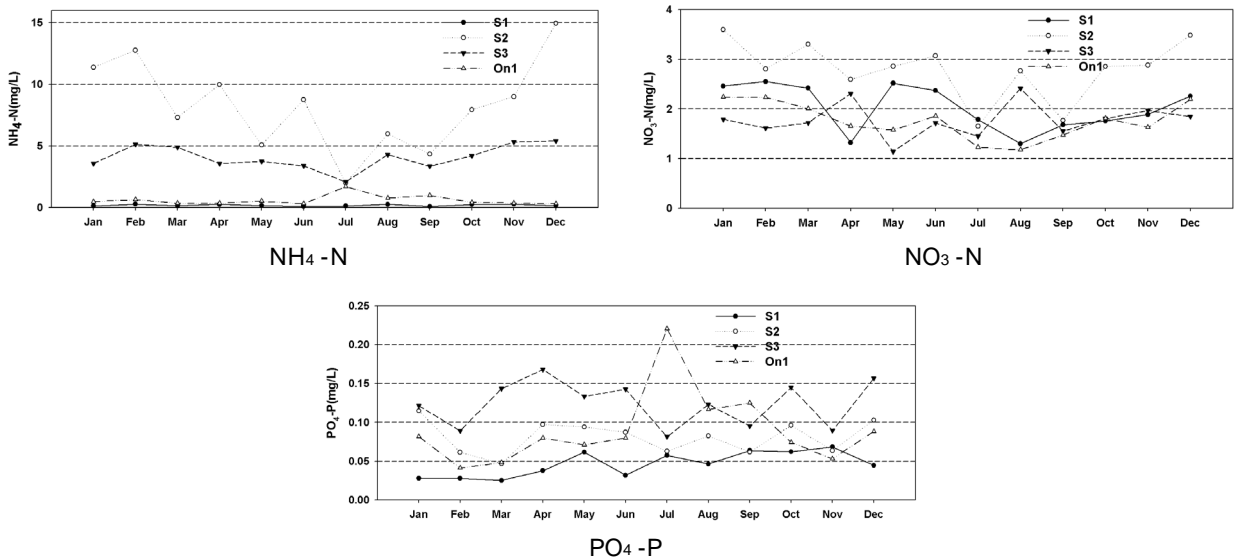 15
10
5
0
NH4-N(mg/L)
S1
S2
S3
On1
Jan Feb Mar Apr May Jun Jul Aug Sep Oct Nov Dec
NH4 -N
4
3
2
1
0
NO3-N(mg/L)
S1
S2
S3
On1
Jan Feb Mar Apr May Jun Jul Aug Sep Oct Nov Dec
NO3 -N
0.25
0.20
0.15
0.10
0.05
0.00
PO4-P(mg/L)
S1
S2
S3
On1
Jan Feb Mar Apr May Jun Jul Aug Sep Oct Nov Dec
PO4 -P